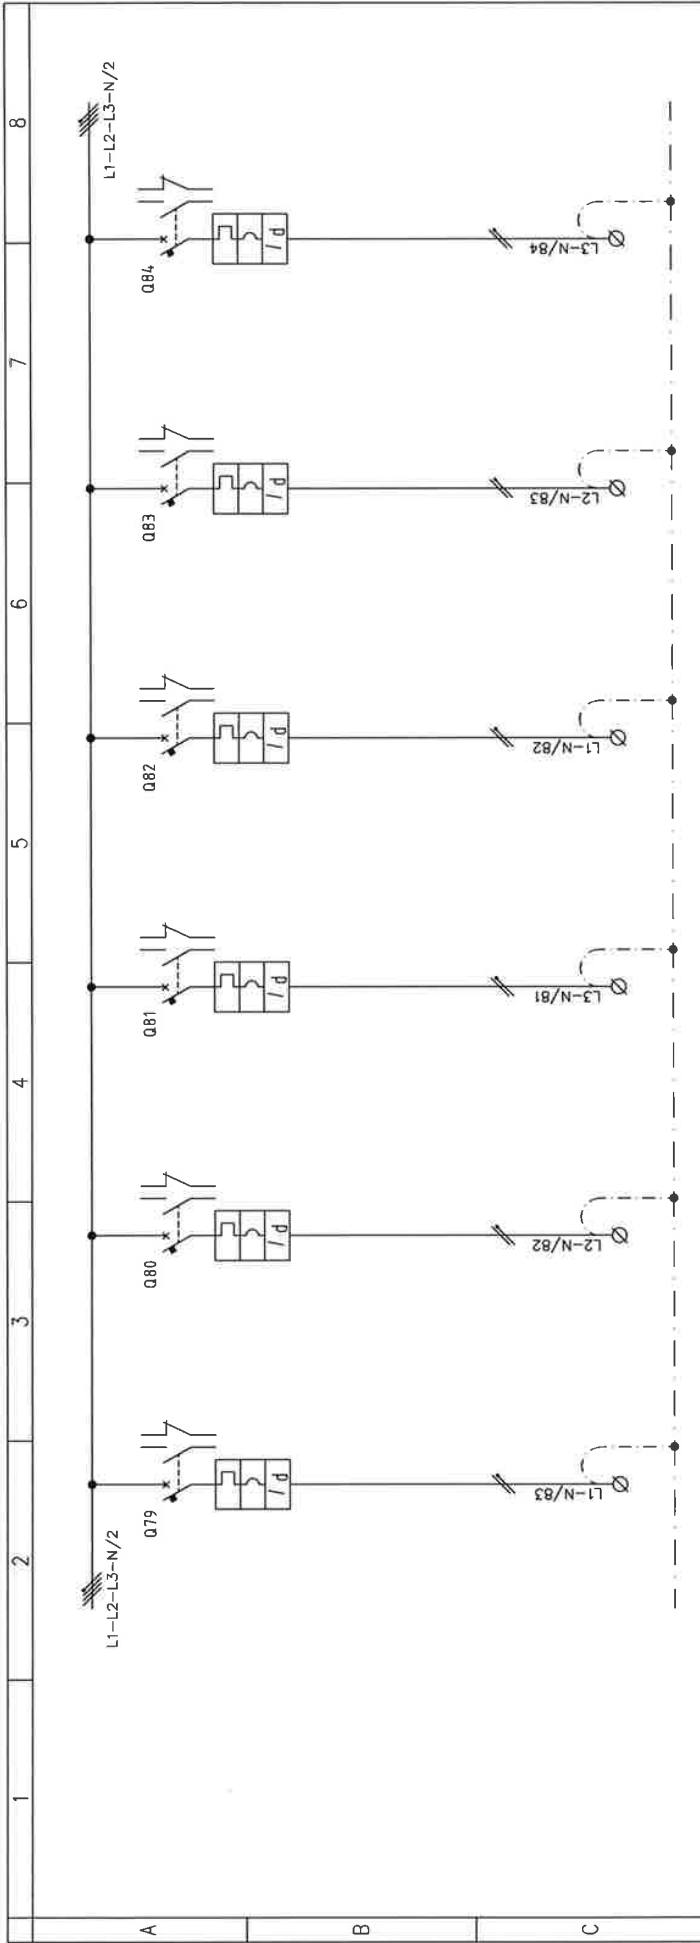 1 2 3 4 5 6 7 8
A
L1-L2-L3-N/2
L1-L2-L3-N/2
Q79
Q80
Q81
Q82
Q83
Q84
I d
I d
I d
I d
I d
I d
B
C
L1-N/83
L2-N/82
L3-N/81
L1-N/82
L2-N/83
L3-N/84